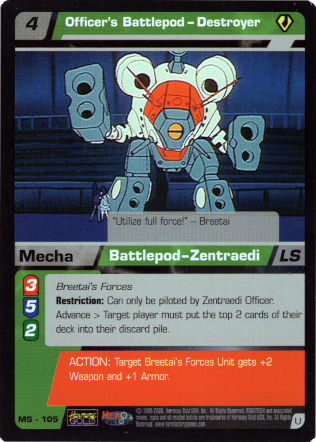 4 Officer's Battlepod – Destroyer
"Utilize full force!" – Breetai
Mecha Battlepod–Zentraedi LS
3
5
2
Breetai's Forces
Restriction: Can only be piloted by Zentraedi Officer.
Advance > Target player must put the top 2 cards of their
deck into their discard pile.
ACTION: Target Breetai's Forces Unit gets +2
Weapon and +1 Armor.
MS - 105
Harmony
GOLD
U